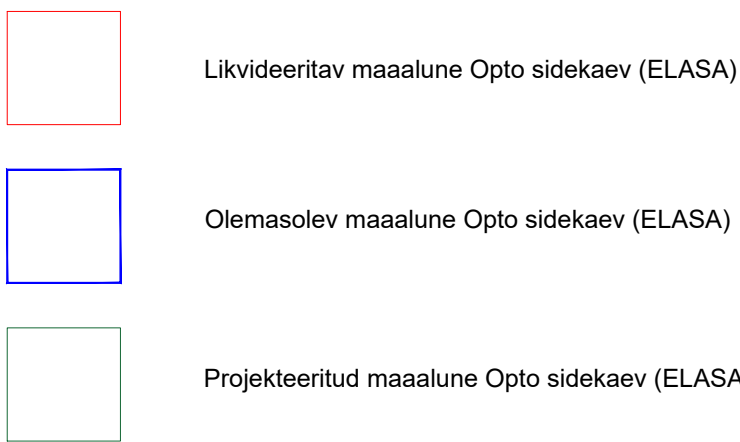 Likvideeritav maaalune Opto sidekaev (ELASA)
Olemasolev maaalune Opto sidekaev (ELASA)
Projekteeritud maaalune Opto sidekaev (ELASA